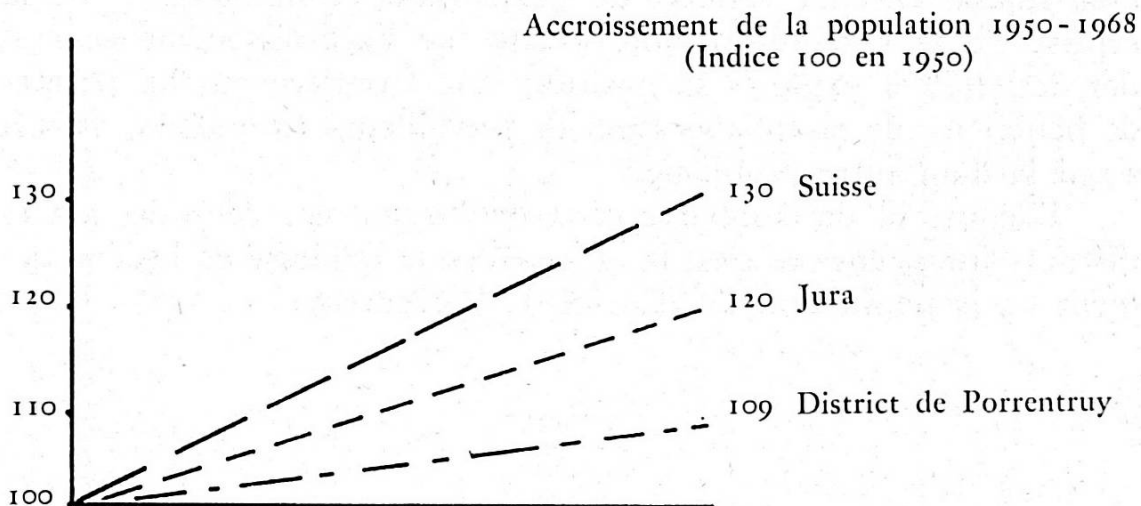 Accroissement de la population 1950-1968
(Indice 100 en 1950)
130
130 Suisse
120
120 Jura
110
109 District de Porrentruy
100